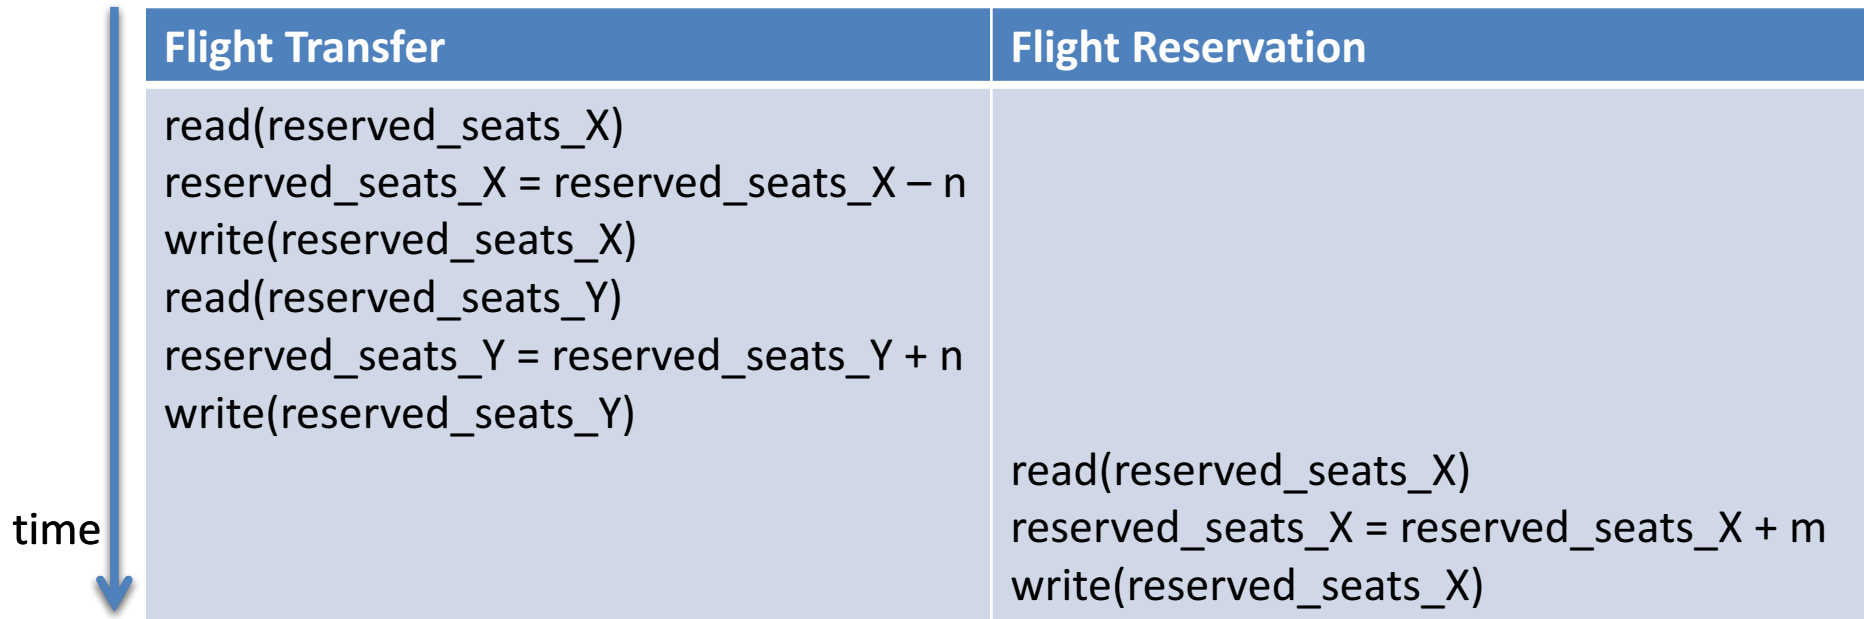 Flight Transfer
Flight Reservation
read(reserved_seats_X)
reserved_seats_X = reserved_seats_X – n
write(reserved_seats_X)
read(reserved_seats_Y)
reserved_seats_Y = reserved_seats_Y + n
write(reserved_seats_Y)
read(reserved_seats_X)
reserved_seats_X = reserved_seats_X + m
write(reserved_seats_X)
time